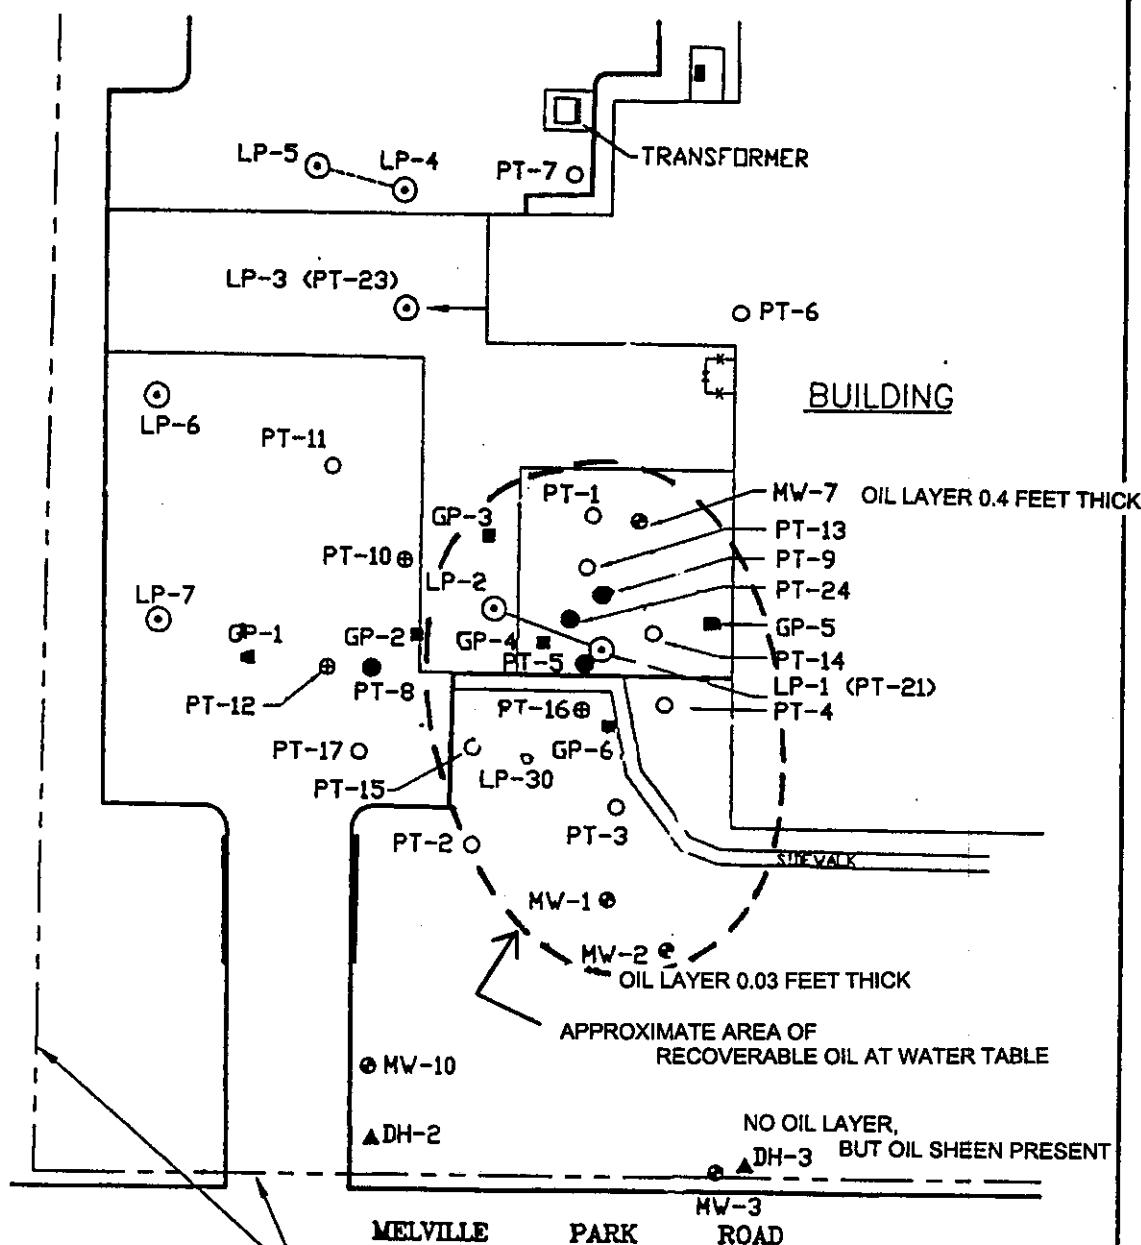 LP-5
LP-4
PT-7
TRANSFORMER
LP-3 (PT-23)
PT-6
BUILDING
LP-6
PT-11
PT-1
MW-7 OIL LAYER 0.4 FEET THICK
GP-3
PT-13
PT-10
PT-9
LP-2
PT-24
LP-7
GP-1
GP-2
GP-4
GP-5
PT-5
PT-14
PT-8
LP-1 (PT-21)
PT-12
PT-16
PT-4
PT-17
GP-6
PT-15
LP-30
PT-2
PT-3
SIDEWALK
MW-1
MW-2
OIL LAYER 0.03 FEET THICK
APPROXIMATE AREA OF
RECOVERABLE OIL AT WATER TABLE
MW-10
DH-2
NO OIL LAYER,
BUT OIL SHEEN PRESENT
DH-3
MW-3
MELVILLE PARK ROAD